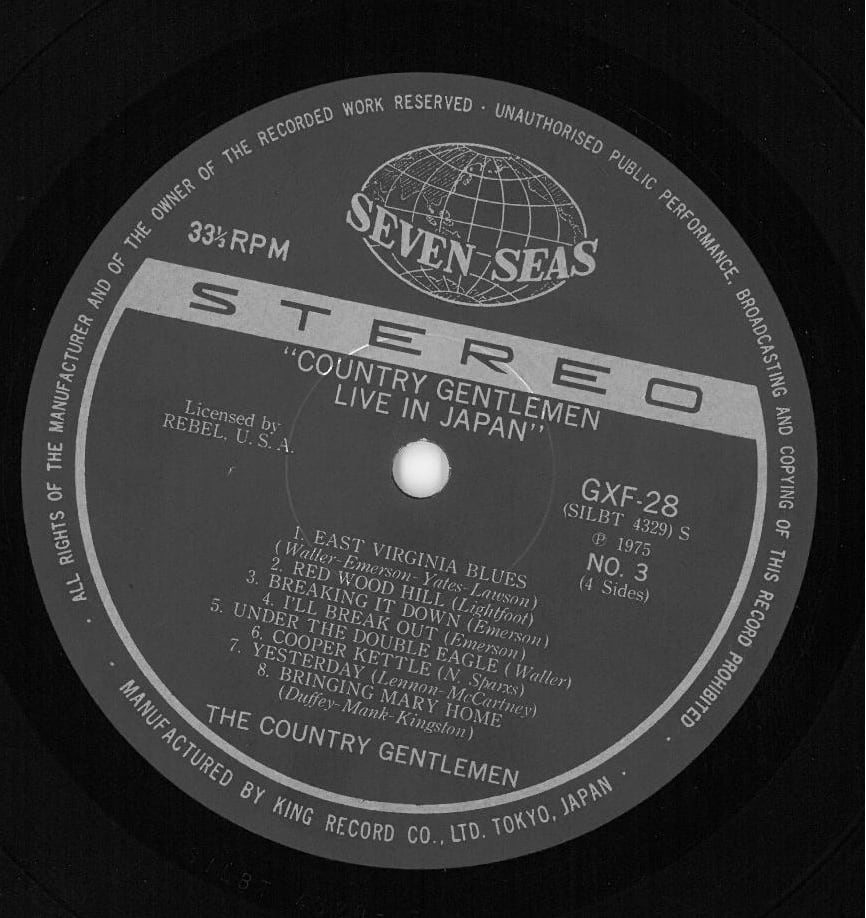 ALL RIGHTS OF THE MANUFACTURER AND OF THE OWNER OF THE RECORDED WORK RESERVED · UNAUTHORISED PUBLIC PERFORMANCE, BROADCASTING AND COPYING OF THIS RECORD PROHIBITED ·
SEVEN SEAS
33⅓RPM
STEREO
"COUNTRY GENTLEMEN
LIVE IN JAPAN"
Licensed by
REBEL, U. S. A.
GXF-28
(SILBT 4329) S
℗ 1975
NO. 3
(4 Sides)
1. EAST VIRGINIA BLUES
(Waller-Emerson-Yates-Lawson)
2. RED WOOD HILL (Lightfoot)
3. BREAKING IT DOWN (Emerson)
4. I'LL BREAK OUT (Emerson)
5. UNDER THE DOUBLE EAGLE (Waller)
6. COOPER KETTLE (N. Sparxs)
7. YESTERDAY (Lennon-McCartney)
8. BRINGING MARY HOME
(Duffey-Mank-Kingston)
THE COUNTRY GENTLEMEN
· MANUFACTURED BY KING RECORD CO., LTD. TOKYO, JAPAN ·